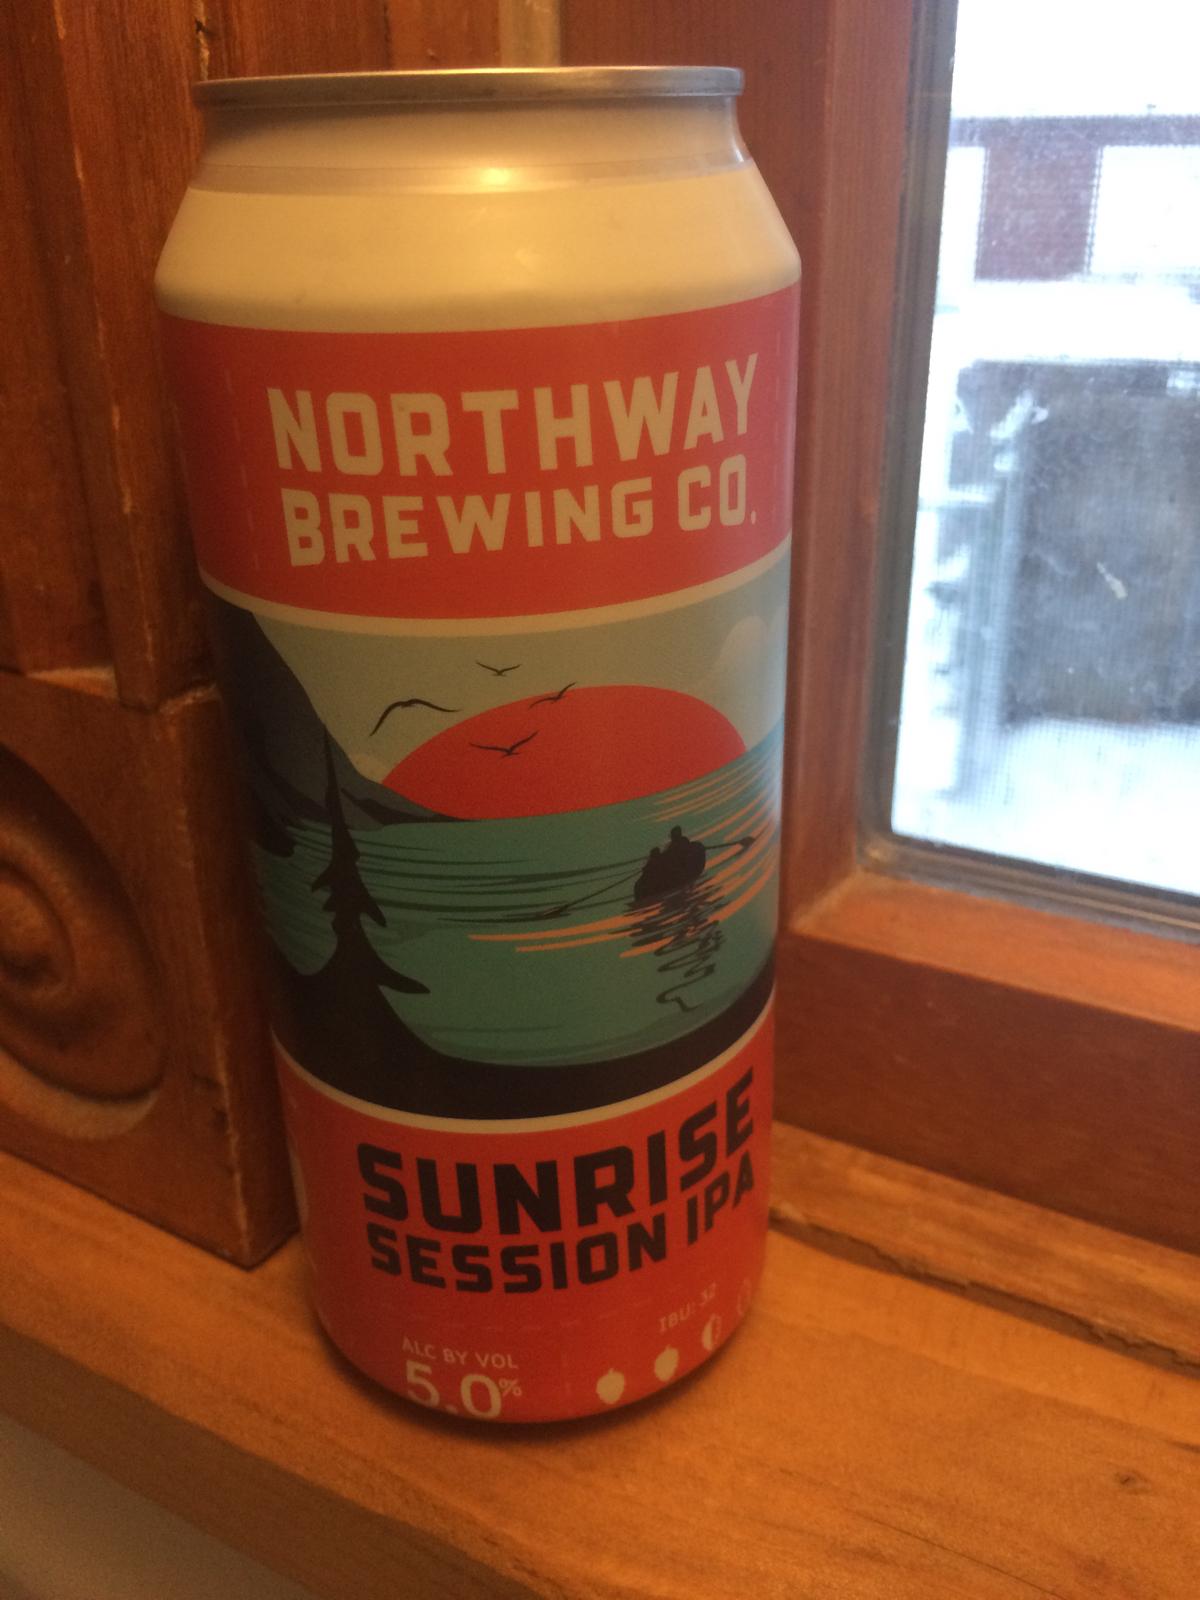 NORTHWAY
BREWING CO.
SUNRISE
SESSION IPA
IBU: 32
ALC BY VOL
5.0%